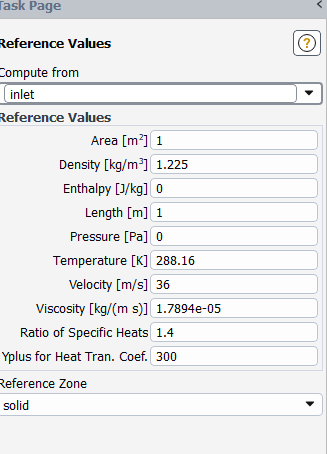 Task Page
Reference Values
?
Compute from
inlet
Reference Values
Area [m²] 1
Density [kg/m³] 1.225
Enthalpy [J/kg] 0
Length [m] 1
Pressure [Pa] 0
Temperature [K] 288.16
Velocity [m/s] 36
Viscosity [kg/(m s)] 1.7894e-05
Ratio of Specific Heats 1.4
Yplus for Heat Tran. Coef. 300
Reference Zone
solid